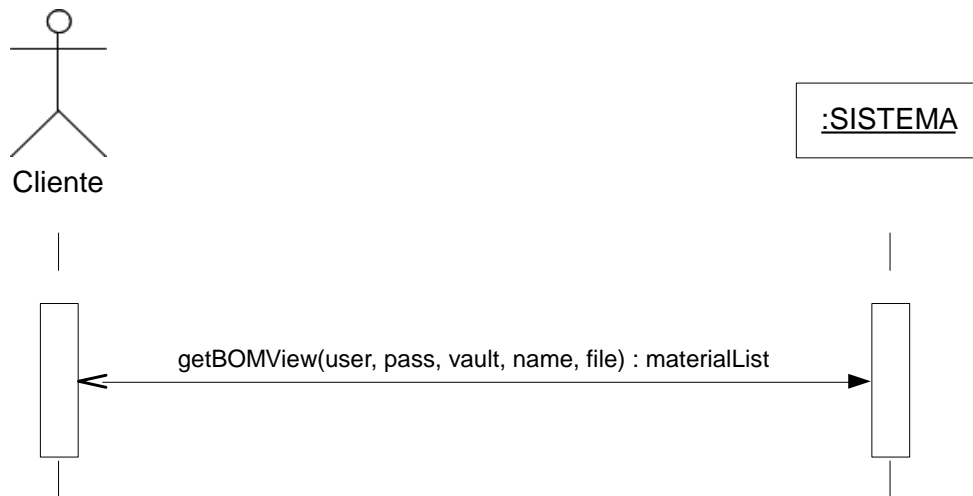 :SISTEMA
Cliente
getBOMView(user, pass, vault, name, file) : materialList